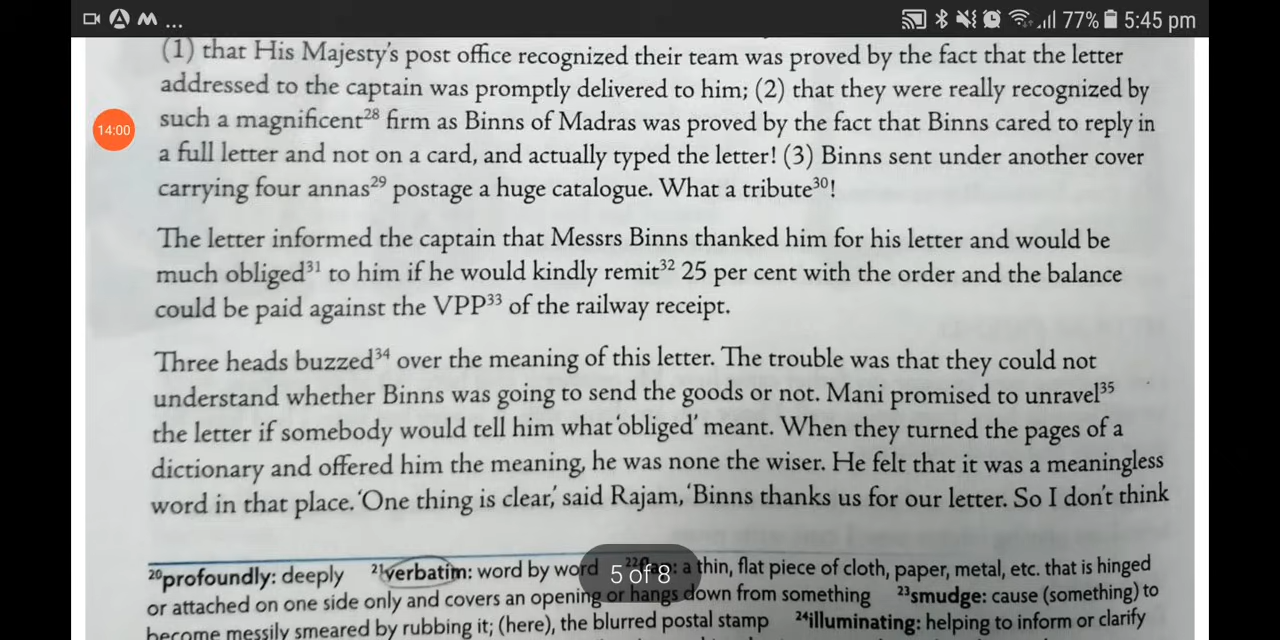 ... 77% 5:45 pm
(1) that His Majesty's post office recognized their team was proved by the fact that the letter
addressed to the captain was promptly delivered to him; (2) that they were really recognized by
14:00
such a magnificent²⁸ firm as Binns of Madras was proved by the fact that Binns cared to reply in
a full letter and not on a card, and actually typed the letter! (3) Binns sent under another cover
carrying four annas²⁹ postage a huge catalogue. What a tribute³⁰!
The letter informed the captain that Messrs Binns thanked him for his letter and would be
much obliged³¹ to him if he would kindly remit³² 25 per cent with the order and the balance
could be paid against the VPP³³ of the railway receipt.
Three heads buzzed³⁴ over the meaning of this letter. The trouble was that they could not
understand whether Binns was going to send the goods or not. Mani promised to unravel³⁵
the letter if somebody would tell him what 'obliged' meant. When they turned the pages of a
dictionary and offered him the meaning, he was none the wiser. He felt that it was a meaningless
word in that place. 'One thing is clear,' said Rajam, 'Binns thanks us for our letter. So I don't think
²⁰profoundly: deeply ²¹verbatim: word by word : a thin, flat piece of cloth, paper, metal, etc. that is hinged
5 of 8
or attached on one side only and covers an opening or hangs down from something ²³smudge: cause (something) to
become messily smeared by rubbing it; (here), the blurred postal stamp ²⁴illuminating: helping to inform or clarify